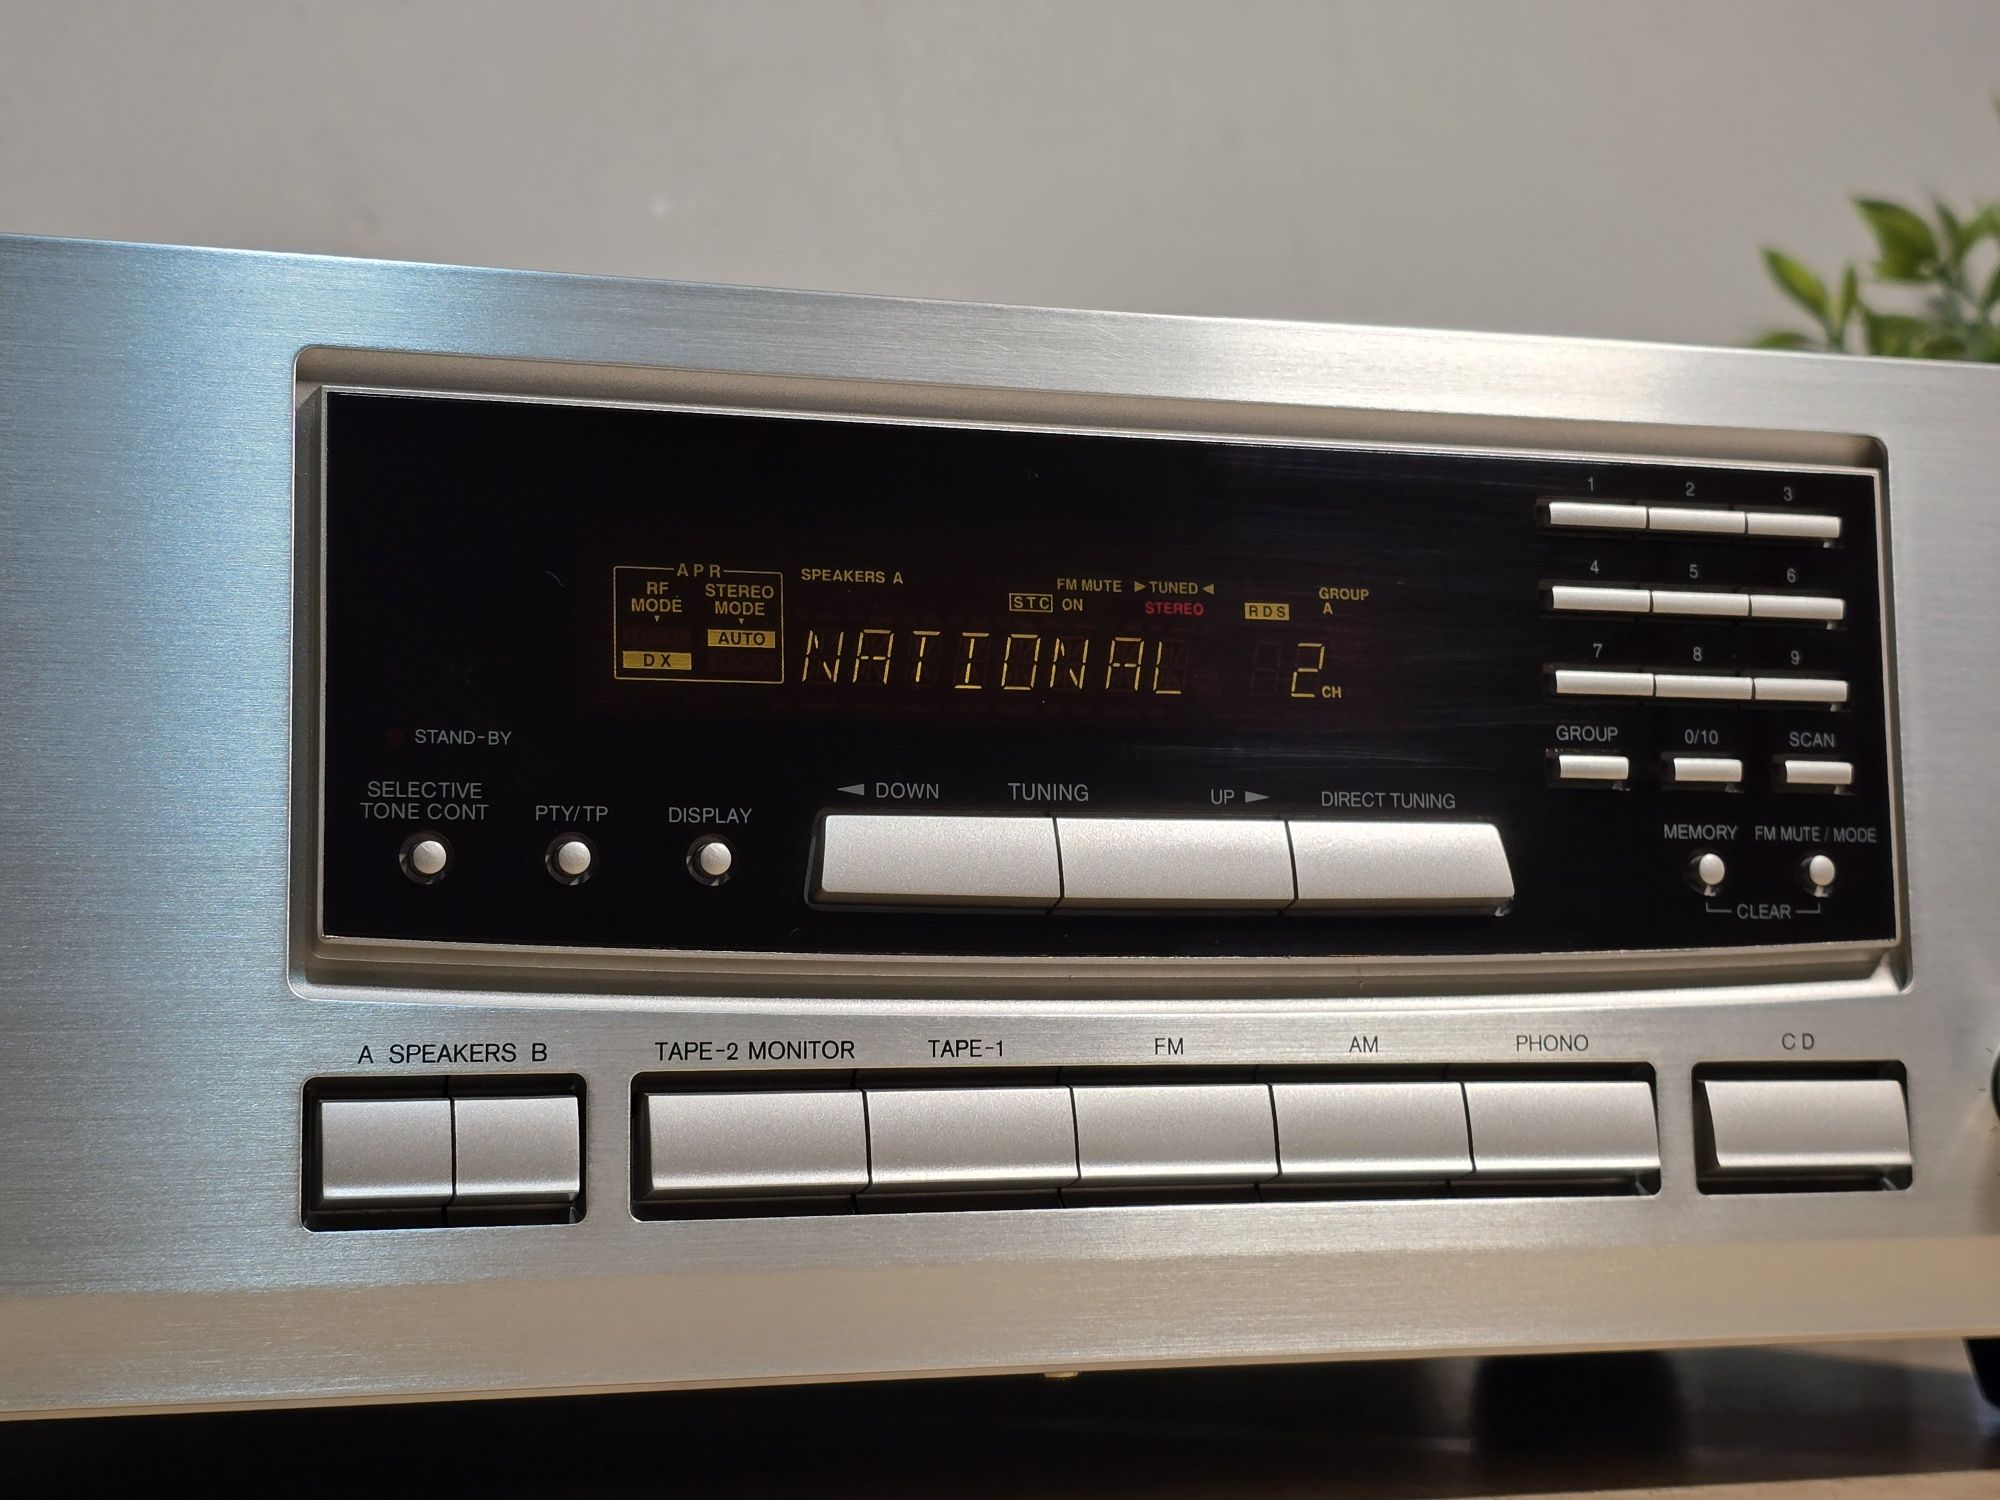 APR
RF MODE
STEREO MODE
AUTO
DX
SPEAKERS A
STC
FM MUTE ON
►TUNED◄
STEREO
RDS
GROUP A
NATIONAL 2 CH
1 2 3
4 5 6
7 8 9
GROUP 0/10 SCAN
STAND-BY
SELECTIVE
TONE CONT
PTY/TP
DISPLAY
◄ DOWN TUNING UP ►
DIRECT TUNING
MEMORY FM MUTE / MODE
CLEAR
A SPEAKERS B
TAPE-2 MONITOR
TAPE-1
FM
AM
PHONO
CD